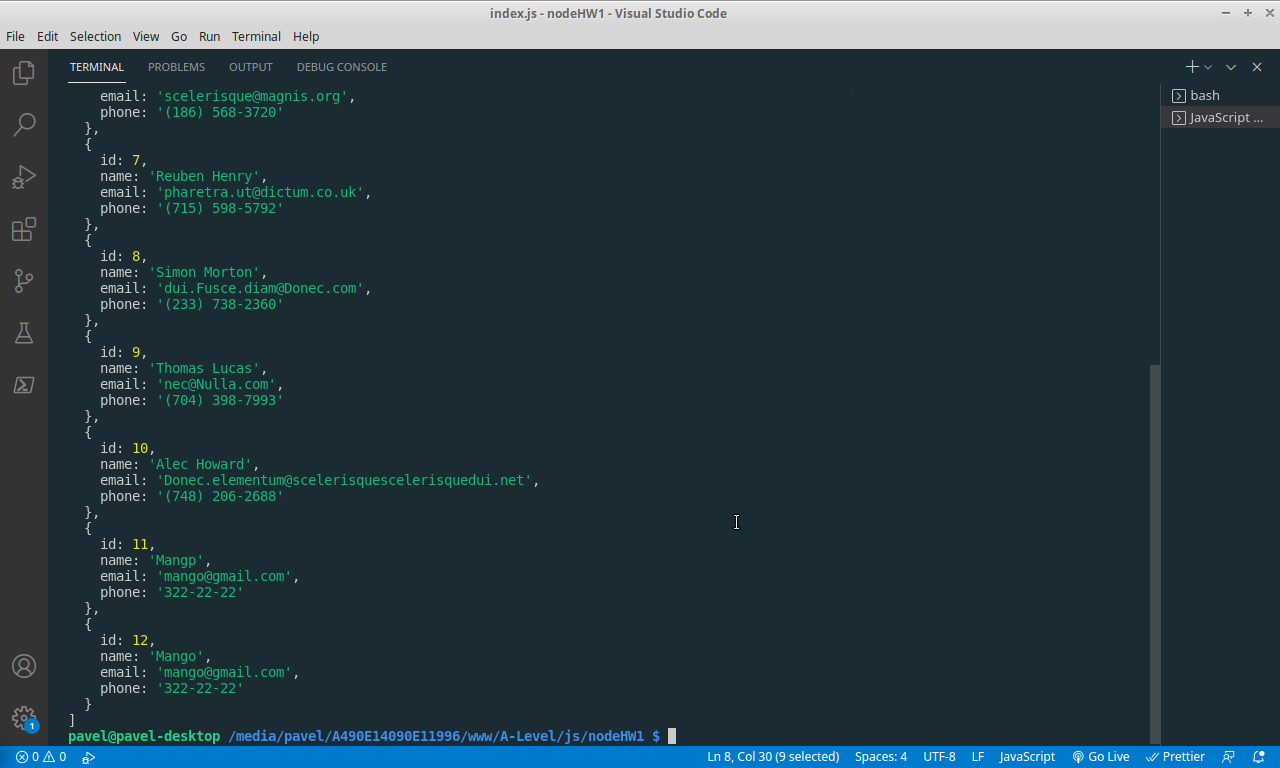 index.js - nodeHW1 - Visual Studio Code
File Edit Selection View Go Run Terminal Help
TERMINAL PROBLEMS OUTPUT DEBUG CONSOLE
bash
JavaScript ...
email: 'scelerisque@magnis.org',
phone: '(186) 568-3720'
},
{
id: 7,
name: 'Reuben Henry',
email: 'pharetra.ut@dictum.co.uk',
phone: '(715) 598-5792'
},
{
id: 8,
name: 'Simon Morton',
email: 'dui.Fusce.diam@Donec.com',
phone: '(233) 738-2360'
},
{
id: 9,
name: 'Thomas Lucas',
email: 'nec@Nulla.com',
phone: '(704) 398-7993'
},
{
id: 10,
name: 'Alec Howard',
email: 'Donec.elementum@scelerisquescelerisquedui.net',
phone: '(748) 206-2688'
},
{
id: 11,
name: 'Mangp',
email: 'mango@gmail.com',
phone: '322-22-22'
},
{
id: 12,
name: 'Mango',
email: 'mango@gmail.com',
phone: '322-22-22'
}
]
pavel@pavel-desktop /media/pavel/A490E14090E11996/www/A-Level/js/nodeHW1 $
1
0 0 Ln 8, Col 30 (9 selected) Spaces: 4 UTF-8 LF JavaScript Go Live Prettier